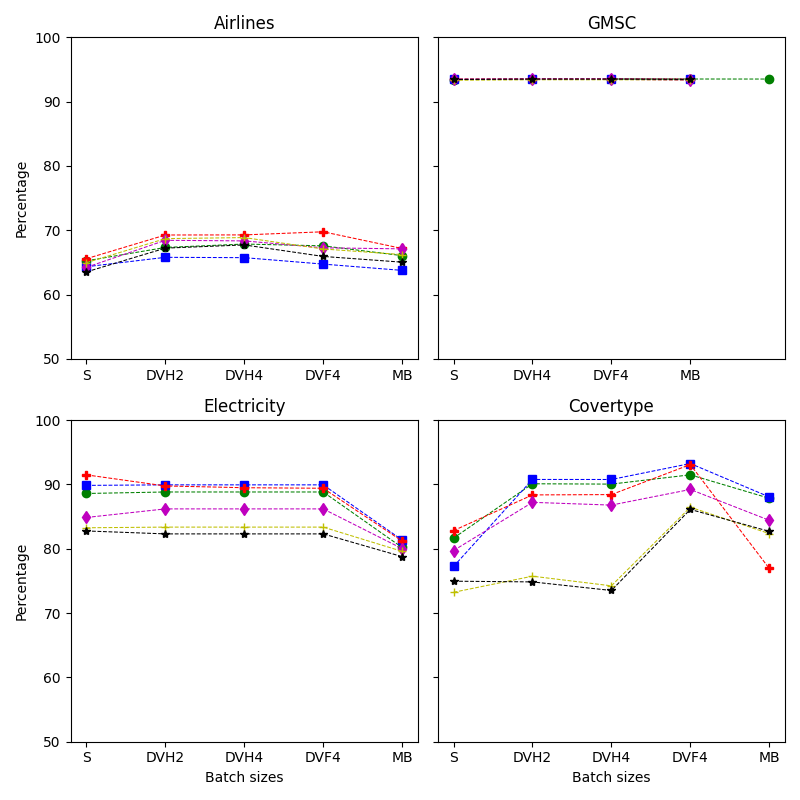 Airlines
GMSC
100
90
80
70
60
50
Percentage
S DVH2 DVH4 DVF4 MB
S DVH4 DVF4 MB
Electricity
Covertype
100
90
80
70
60
50
Percentage
S DVH2 DVH4 DVF4 MB
Batch sizes
S DVH2 DVH4 DVF4 MB
Batch sizes